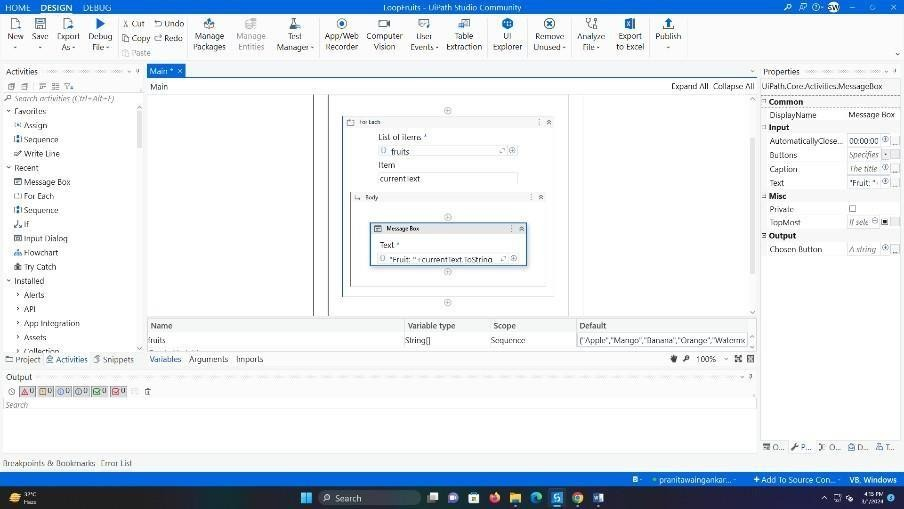 HOME DESIGN DEBUG LoopFruits - UiPath Studio Community SW
New Save Export As Debug File Cut Copy Paste Undo Redo Manage Packages Manage Entities Test Manager App/Web Recorder Computer Vision User Events Table Extraction UI Explorer Remove Unused Analyze File Export to Excel Publish
Activities
Search activities (Ctrl+Alt+F)
Favorites
Assign
Sequence
Write Line
Recent
Message Box
For Each
Sequence
If
Input Dialog
Flowchart
Try Catch
Installed
Alerts
API
App Integration
Assets
Collection
Project Activities Snippets
Main *
Main Expand All Collapse All
For Each
List of items *
fruits
Item
currentText
Body
Message Box
Text *
"Fruit: "+currentText.ToString
Name Variable type Scope Default
fruits String[] Sequence {"Apple","Mango","Banana","Orange","Waterme
Variables Arguments Imports 100%
Properties
UiPath.Core.Activities.MessageBox
Common
DisplayName Message Box
Input
AutomaticallyClose... 00:00:00
Buttons Specifies
Caption The title
Text "Fruit: "+
Misc
Private
TopMost If sele
Output
Chosen Button A string
O... P... O... D... T...
Output
0 0 0 0 0 0
Search
Breakpoints & Bookmarks Error List
pranitawaingankar... Add To Source Con... VB, Windows
32°C
Haze
Search
4:15 PM
3/1/2024